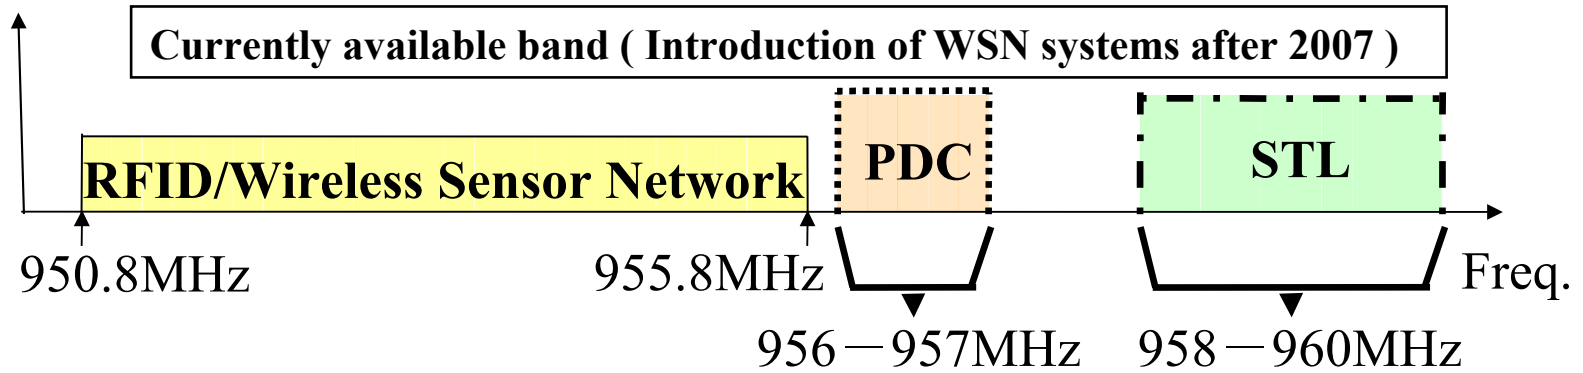 Currently available band ( Introduction of WSN systems after 2007 )
RFID/Wireless Sensor Network
PDC
STL
950.8MHz
955.8MHz
Freq.
956－957MHz
958－960MHz